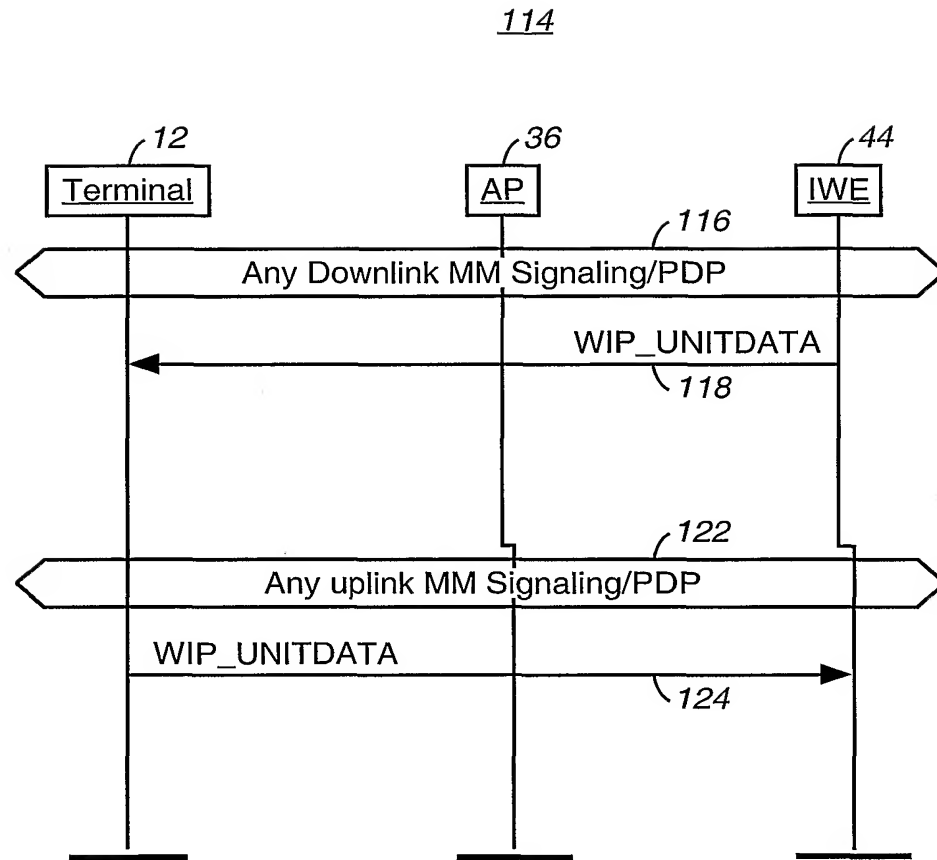 114
12
36
44
Terminal
AP
IWE
116
Any Downlink MM Signaling/PDP
WIP_UNITDATA
118
122
Any uplink MM Signaling/PDP
WIP_UNITDATA
124